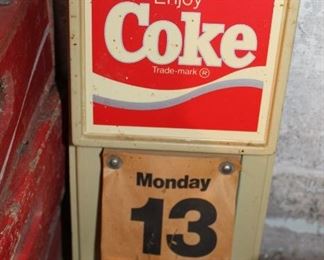 Enjoy
Coke
Trade-mark ®
Monday
13